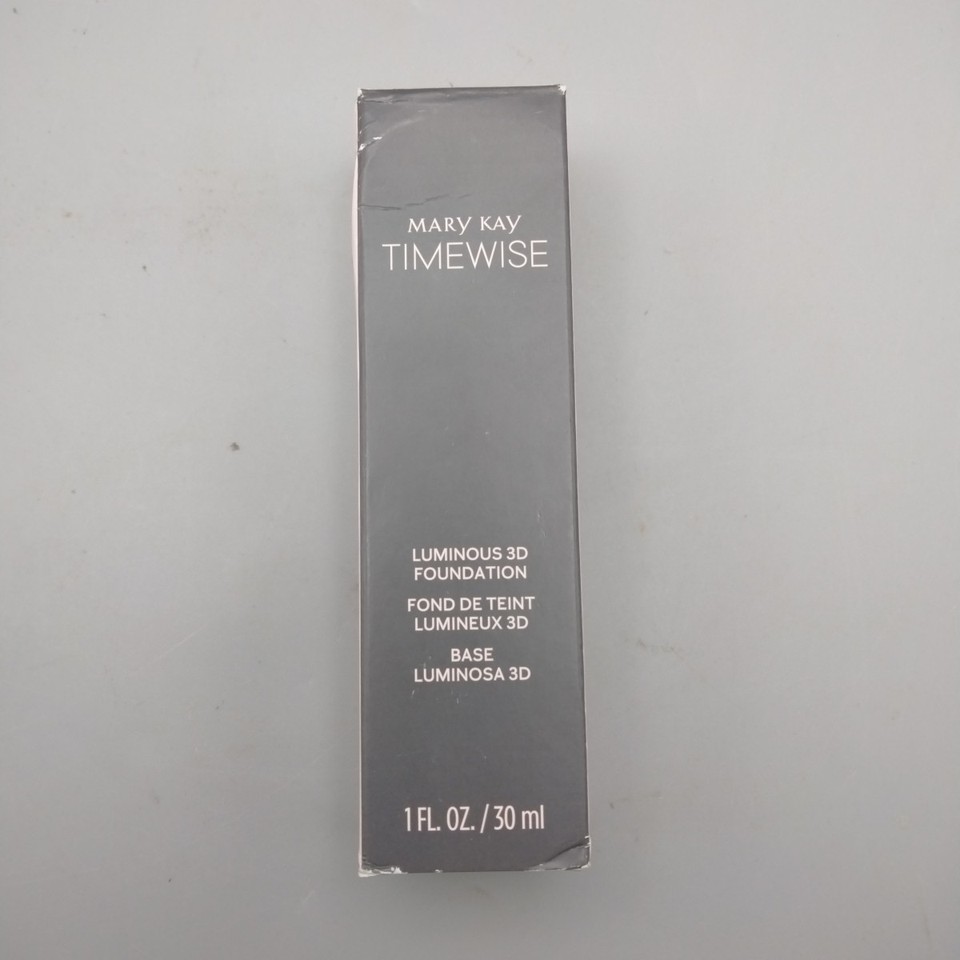 MARY KAY
TIMEWISE
LUMINOUS 3D
FOUNDATION
FOND DE TEINT
LUMINEUX 3D
BASE
LUMINOSA 3D
1 FL. OZ. / 30 ml